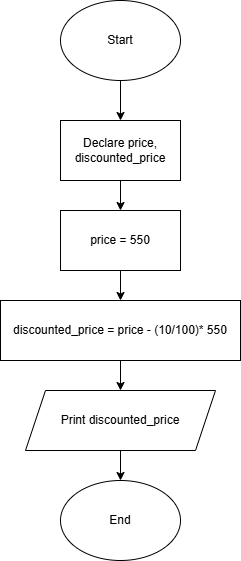 Start
Declare price,
discounted_price
price = 550
discounted_price = price - (10/100)* 550
Print discounted_price
End